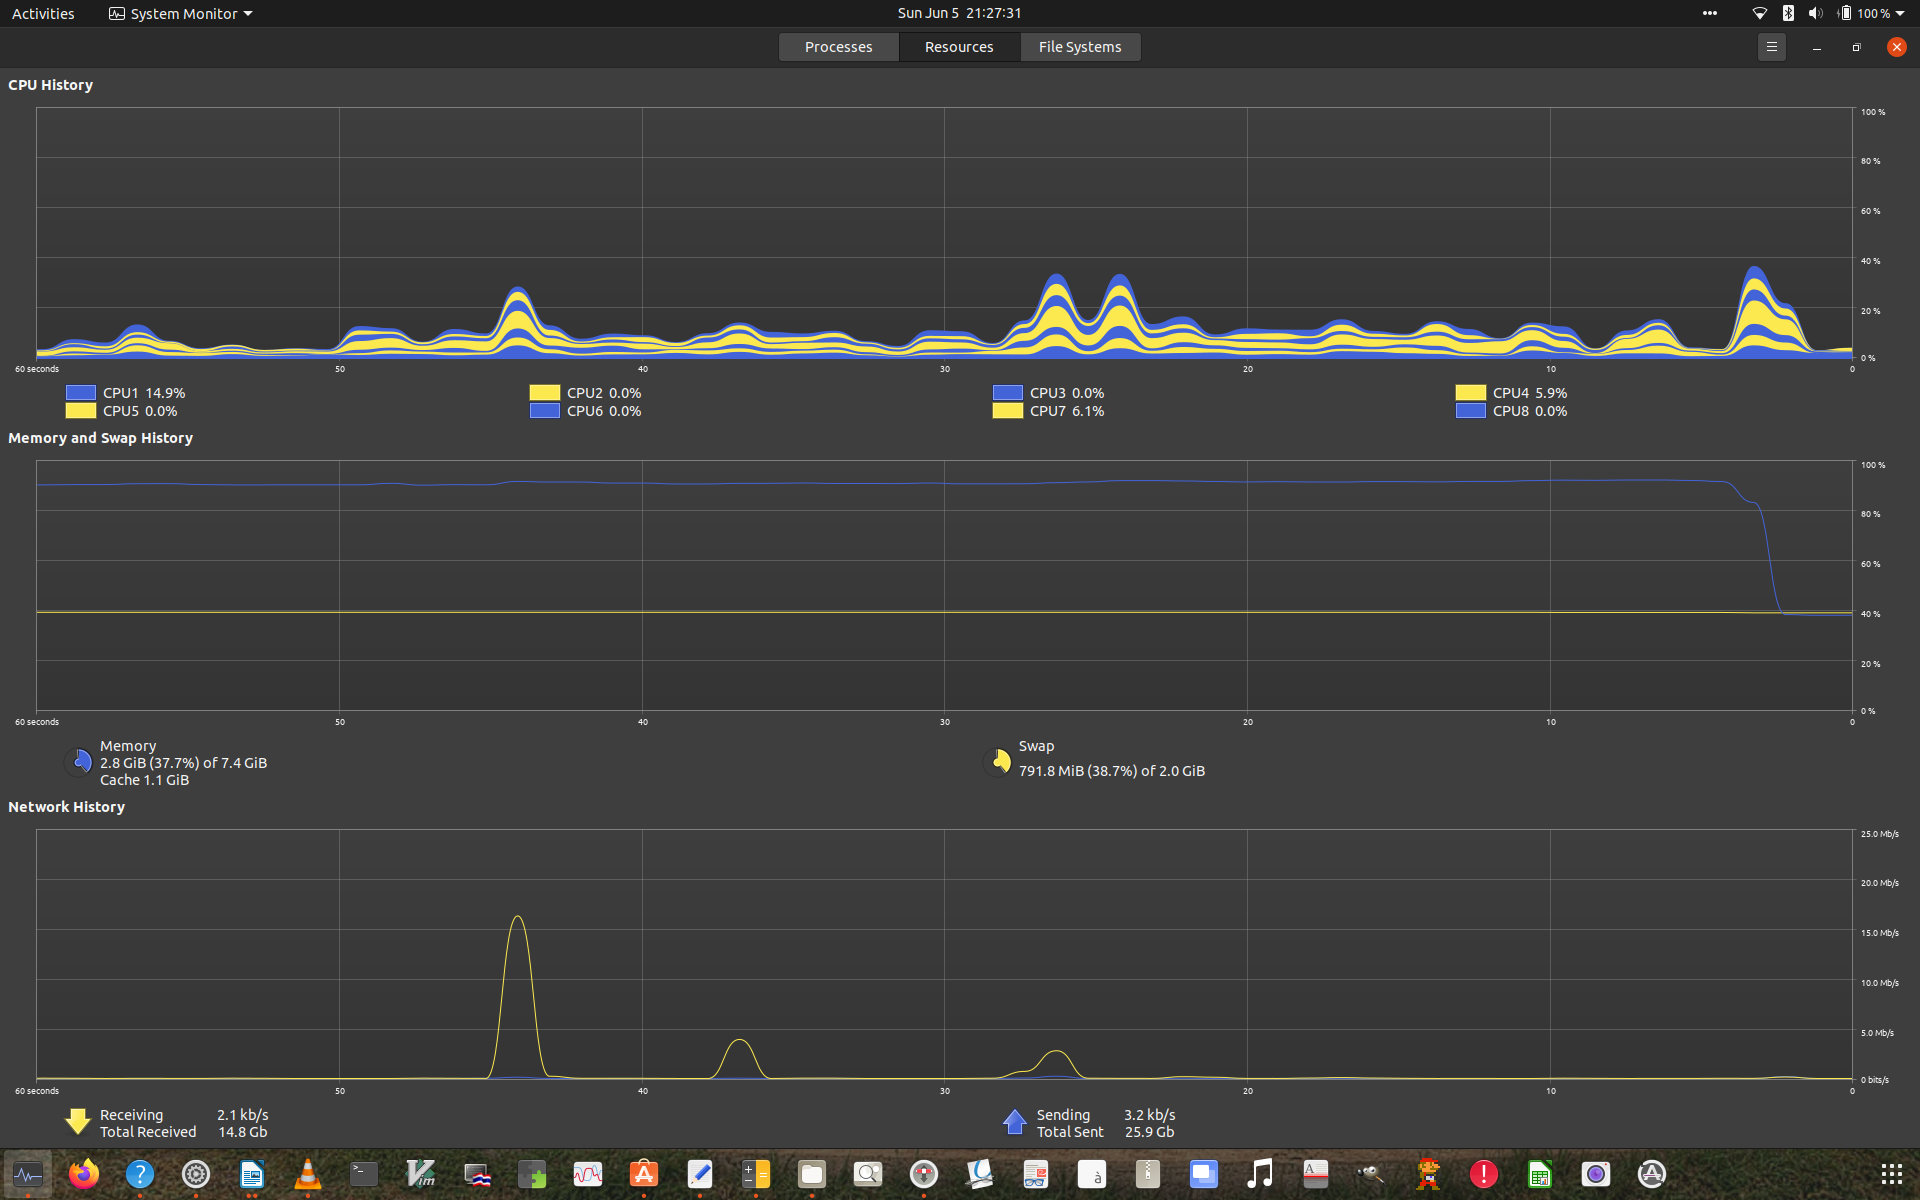 Activities System Monitor Sun Jun 5 21:27:31 100 %
Processes Resources File Systems
CPU History
100 %
80 %
60 %
40 %
20 %
0 %
60 seconds 50 40 30 20 10 0
CPU1 14.9% CPU2 0.0% CPU3 0.0% CPU4 5.9%
CPU5 0.0% CPU6 0.0% CPU7 6.1% CPU8 0.0%
Memory and Swap History
100 %
80 %
60 %
40 %
20 %
0 %
60 seconds 50 40 30 20 10 0
Memory
2.8 GiB (37.7%) of 7.4 GiB
Cache 1.1 GiB
Swap
791.8 MiB (38.7%) of 2.0 GiB
Network History
25.0 Mb/s
20.0 Mb/s
15.0 Mb/s
10.0 Mb/s
5.0 Mb/s
0 bits/s
60 seconds 50 40 30 20 10 0
Receiving 2.1 kb/s
Total Received 14.8 Gb
Sending 3.2 kb/s
Total Sent 25.9 Gb